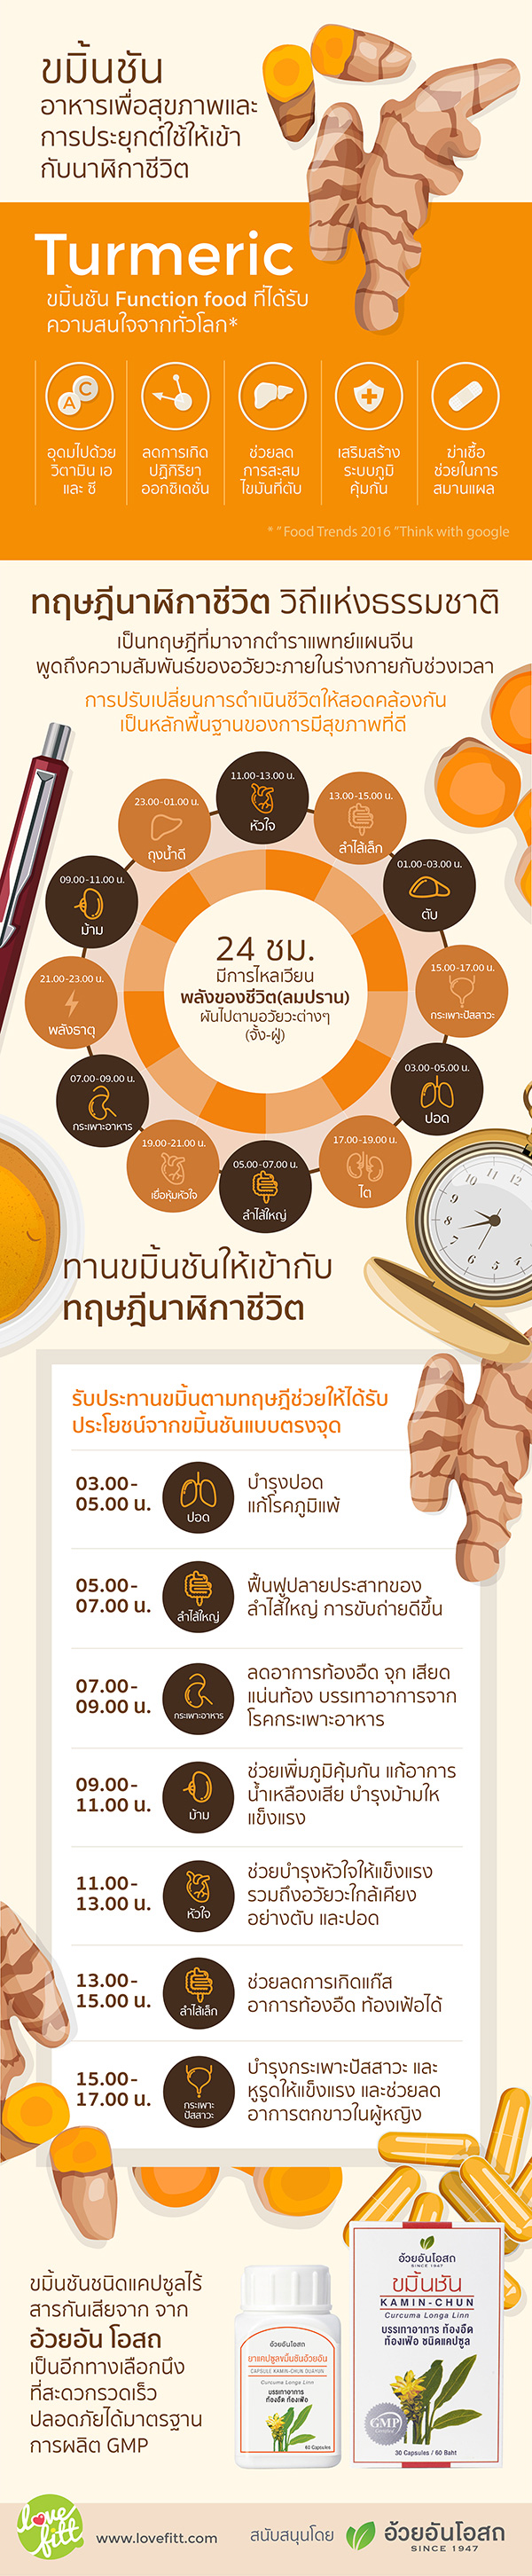 ขมิ้นชัน
อาหารเพื่อสุขภาพและ
การประยุกต์ใช้ให้เข้า
กับนาฬิกาชีวิต
Turmeric
ขมิ้นชัน Function food ที่ได้รับ
ความสนใจจากทั่วโลก*
A C
อุดมไปด้วย
วิตามิน เอ
และ ซี
ลดการเกิด
ปฏิกิริยา
ออกซิเดชั่น
ช่วยลด
การสะสม
ไขมันที่ตับ
เสริมสร้าง
ระบบภูมิ
คุ้มกัน
ฆ่าเชื้อ
ช่วยในการ
สมานแผล
* "Food Trends 2016 "Think with google
ทฤษฎีนาฬิกาชีวิต วิถีแห่งธรรมชาติ
เป็นทฤษฎีที่มาจากตำราแพทย์แผนจีน
พูดถึงความสัมพันธ์ของอวัยวะภายในร่างกายกับช่วงเวลา
การปรับเปลี่ยนการดำเนินชีวิตให้สอดคล้องกัน
เป็นหลักพื้นฐานของการมีสุขภาพที่ดี
11.00-13.00 น.
หัวใจ
13.00-15.00 น.
ลำไส้เล็ก
01.00-03.00 น.
ตับ
15.00-17.00 น.
กระเพาะปัสสาวะ
03.00-05.00 น.
ปอด
17.00-19.00 น.
ไต
05.00-07.00 น.
ลำไส้ใหญ่
19.00-21.00 น.
เยื่อหุ้มหัวใจ
07.00-09.00 น.
กระเพาะอาหาร
21.00-23.00 น.
พลังธาตุ
09.00-11.00 น.
ม้าม
23.00-01.00 น.
ถุงน้ำดี
24 ชม.
มีการไหลเวียน
พลังของชีวิต(ลมปราน)
ผันไปตามอวัยวะต่างๆ
(จั้ง-ฝู่)
10 11 12
9
8
7
6
5
4
ทานขมิ้นชันให้เข้ากับ
ทฤษฎีนาฬิกาชีวิต
รับประทานขมิ้นตามทฤษฎีช่วยให้ได้รับ
ประโยชน์จากขมิ้นชันแบบตรงจุด
03.00-
05.00 น.
ปอด
บำรุงปอด
แก้โรคภูมิแพ้
05.00-
07.00 น.
ลำไส้ใหญ่
ฟื้นฟูปลายประสาทของ
ลำไส้ใหญ่ การขับถ่ายดีขึ้น
07.00-
09.00 น.
กระเพาะอาหาร
ลดอาการท้องอืด จุก เสียด
แน่นท้อง บรรเทาอาการจาก
โรคกระเพาะอาหาร
09.00-
11.00 น.
ม้าม
ช่วยเพิ่มภูมิคุ้มกัน แก้อาการ
น้ำเหลืองเสีย บำรุงม้ามให
แข็งแรง
11.00-
13.00 น.
หัวใจ
ช่วยบำรุงหัวใจให้แข็งแรง
รวมถึงอวัยวะใกล้เคียง
อย่างตับ และปอด
13.00-
15.00 น.
ลำไส้เล็ก
ช่วยลดการเกิดแก๊ส
อาการท้องอืด ท้องเฟ้อได้
15.00-
17.00 น.
กระเพาะ
ปัสสาวะ
บำรุงกระเพาะปัสสาวะ และ
หูรูดให้แข็งแรง และช่วยลด
อาการตกขาวในผู้หญิง
ขมิ้นชันชนิดแคปซูลไร้
สารกันเสียจาก จาก
อ้วยอัน โอสถ
เป็นอีกทางเลือกนึง
ที่สะดวกรวดเร็ว
ปลอดภัยได้มาตรฐาน
การผลิต GMP
อ้วยอันโอสถ
ยาแคปซูลขมิ้นชันอ้วยอัน
CAPSULE KAMIN-CHUN OUAYUN
Curcuma Longa Linn
บรรเทาอาการ
ท้องอืด ท้องเฟ้อ
60 Capsules
อ้วยอันโอสถ
SINCE 1947
ขมิ้นชัน
KAMIN-CHUN
Curcuma Longa Linn
บรรเทาอาการ ท้องอืด
ท้องเฟ้อ ชนิดแคปซูล
GMP
30 Capsules / 60 Baht
love
fitt
www.lovefitt.com
สนับสนุนโดย
อ้วยอันโอสถ
SINCE 1947